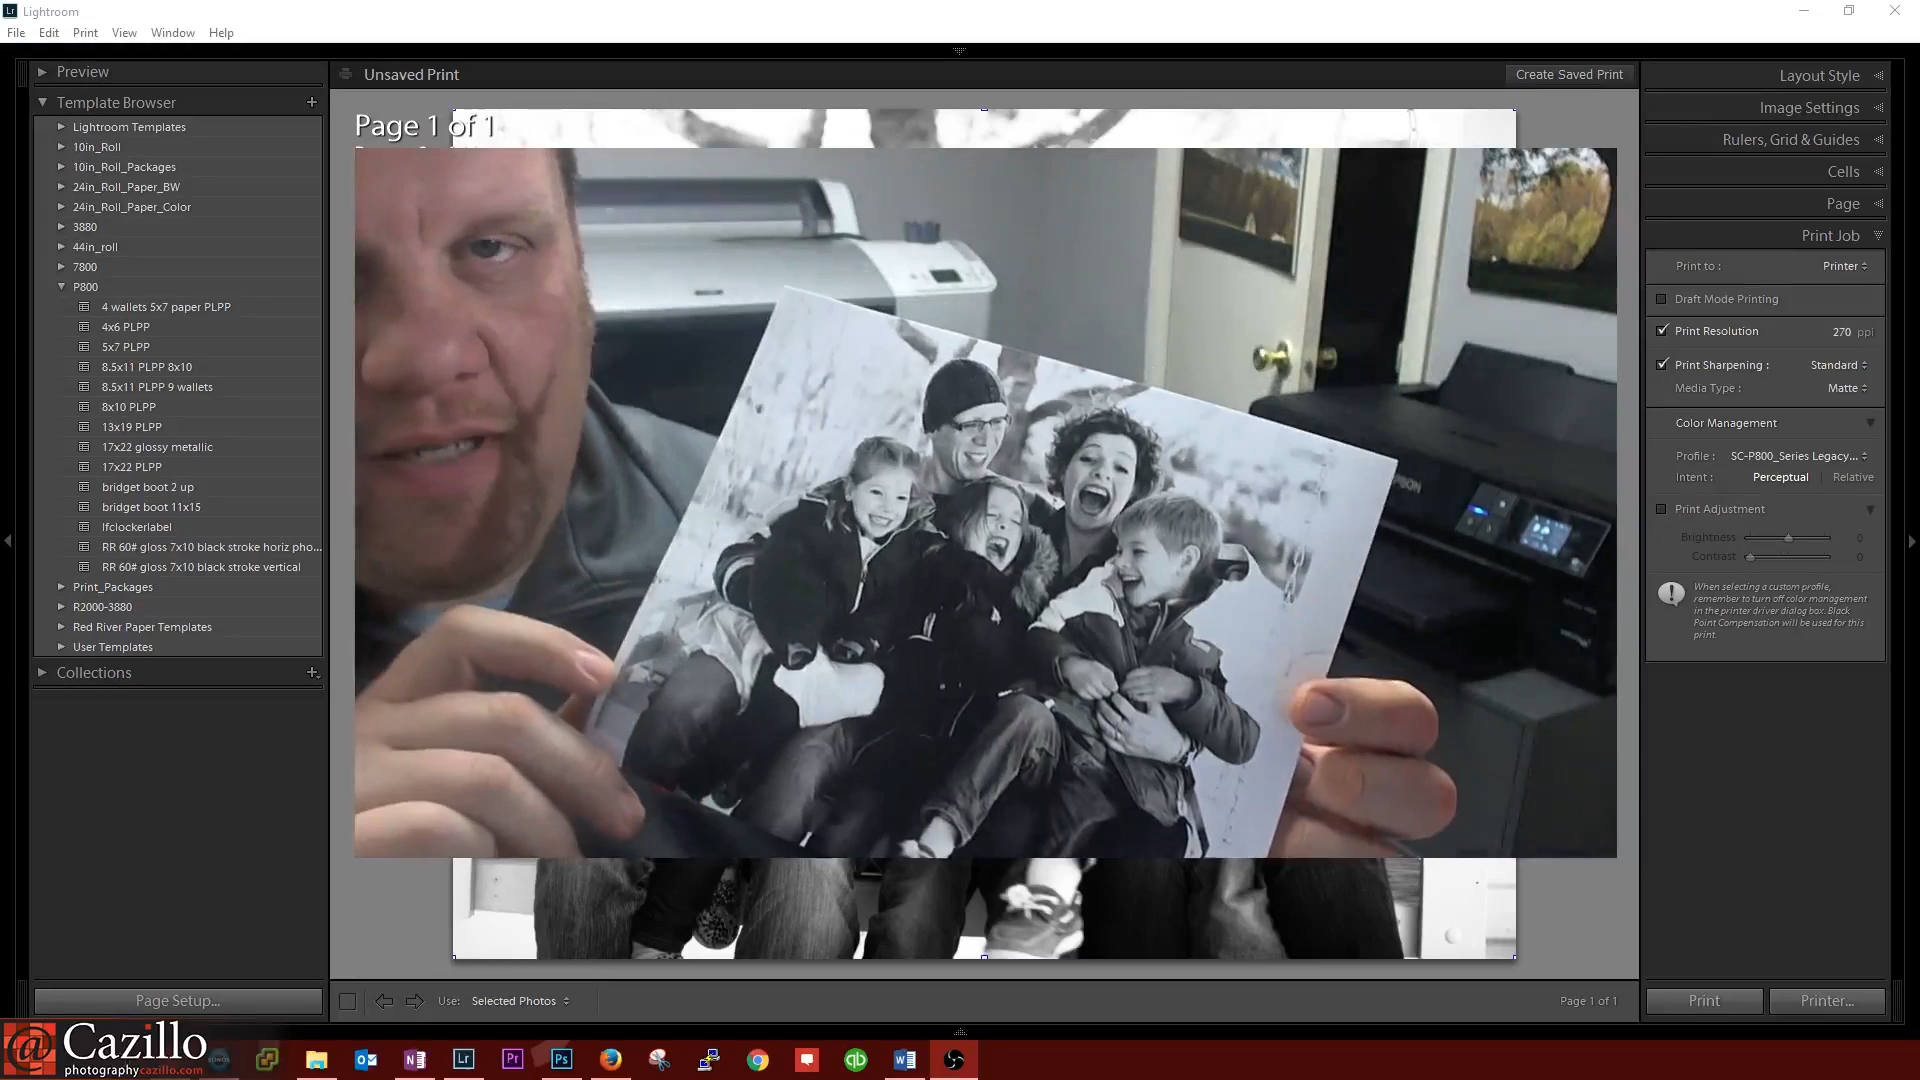 Lr Lightroom
File Edit Print View Window Help
Preview
Template Browser
Lightroom Templates
10in_Roll
10in_Roll_Packages
24in_Roll_Paper_BW
24in_Roll_Paper_Color
3880
44in_roll
7800
P800
4 wallets 5x7 paper PLPP
4x6 PLPP
5x7 PLPP
8.5x11 PLPP 8x10
8.5x11 PLPP 9 wallets
8x10 PLPP
13x19 PLPP
17x22 glossy metallic
17x22 PLPP
bridget boot 2 up
bridget boot 11x15
lfclockerlabel
RR 60# gloss 7x10 black stroke horiz pho...
RR 60# gloss 7x10 black stroke vertical
Print_Packages
R2000-3880
Red River Paper Templates
User Templates
Collections
Page Setup...
Unsaved Print
Create Saved Print
Page 1 of 1
Use: Selected Photos
Page 1 of 1
Layout Style
Image Settings
Rulers, Grid & Guides
Cells
Page
Print Job
Print to : Printer
Draft Mode Printing
Print Resolution 270 ppi
Print Sharpening : Standard
Media Type : Matte
Color Management
Profile : SC-P800_Series Legacy...
Intent : Perceptual Relative
Print Adjustment
Brightness 0
Contrast 0
When selecting a custom profile,
remember to turn off color management
in the printer driver dialog box. Black
Point Compensation will be used for this
print.
Print Printer...
@Cazillo
photographycazillo.com
Lr Pr Ps